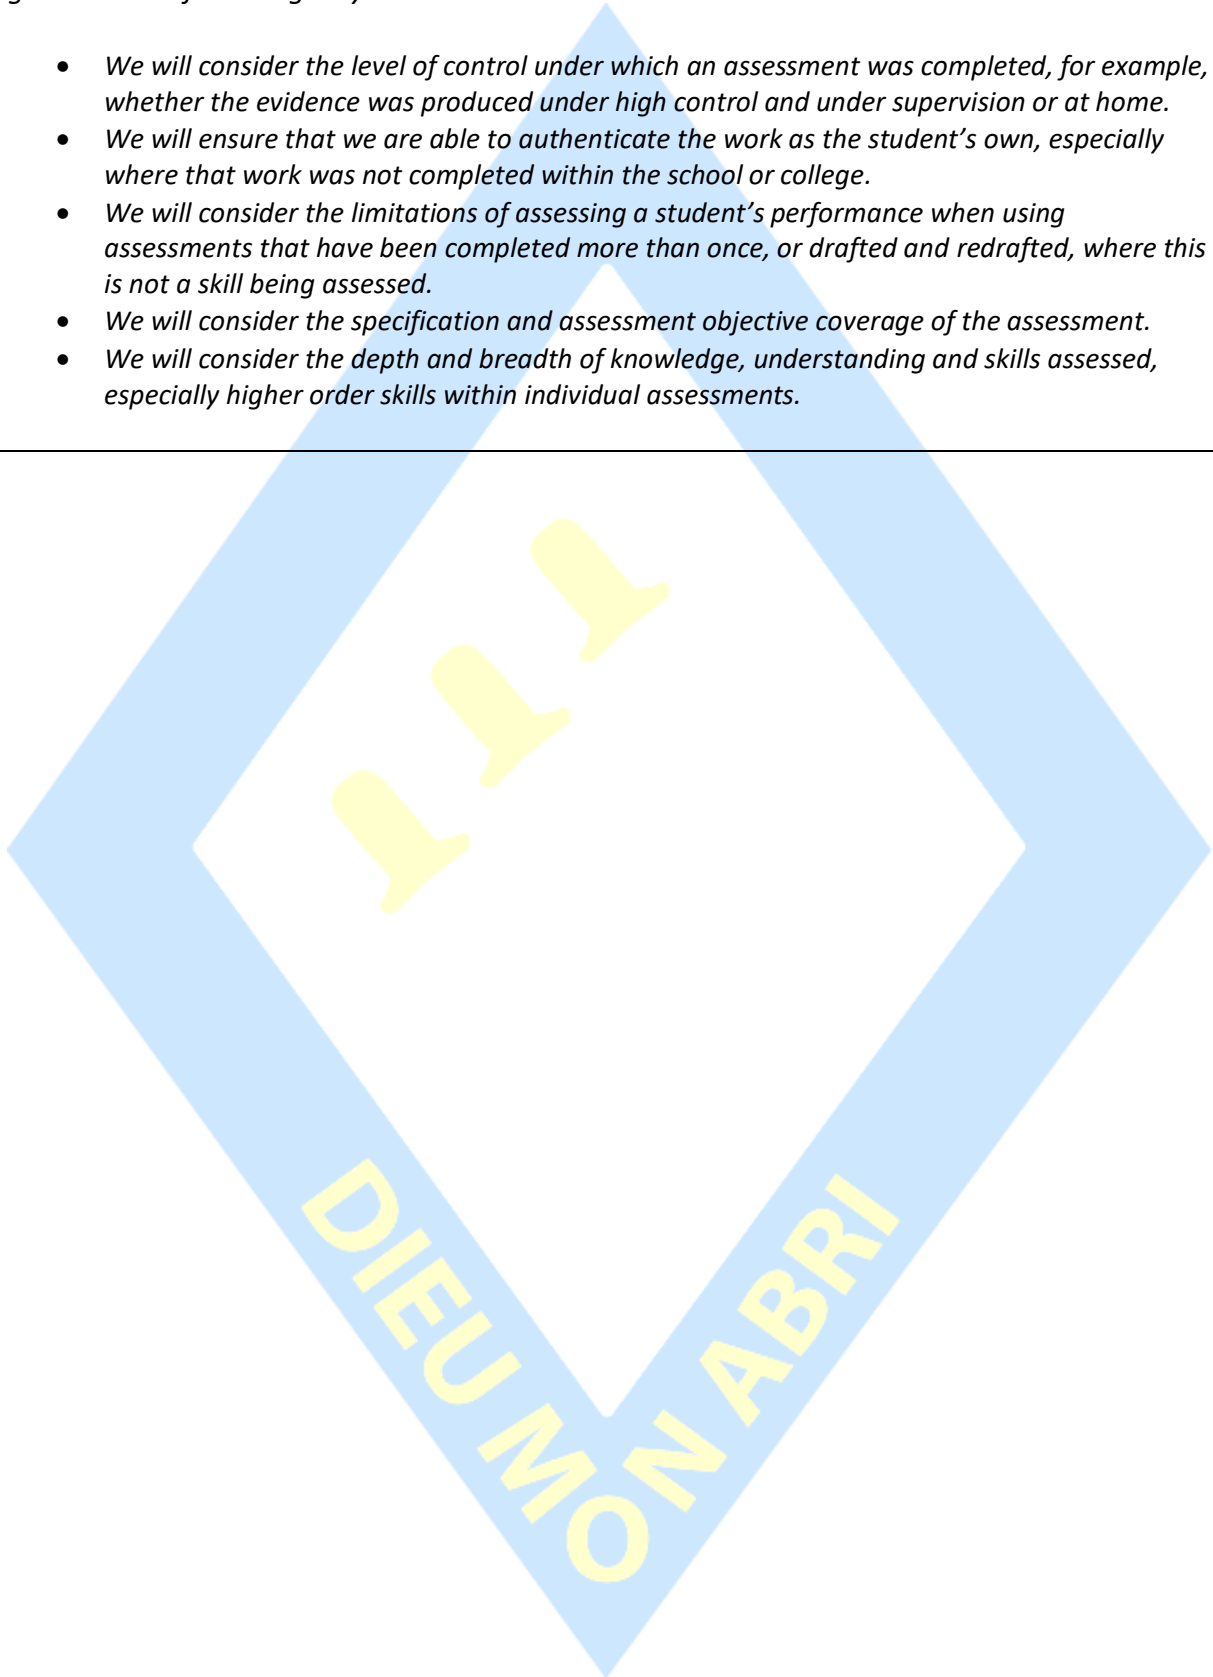 • We will consider the level of control under which an assessment was completed, for example,
whether the evidence was produced under high control and under supervision or at home.
• We will ensure that we are able to authenticate the work as the student’s own, especially
where that work was not completed within the school or college.
• We will consider the limitations of assessing a student’s performance when using
assessments that have been completed more than once, or drafted and redrafted, where this
is not a skill being assessed.
• We will consider the specification and assessment objective coverage of the assessment.
• We will consider the depth and breadth of knowledge, understanding and skills assessed,
especially higher order skills within individual assessments.
DIEU MON ABRI